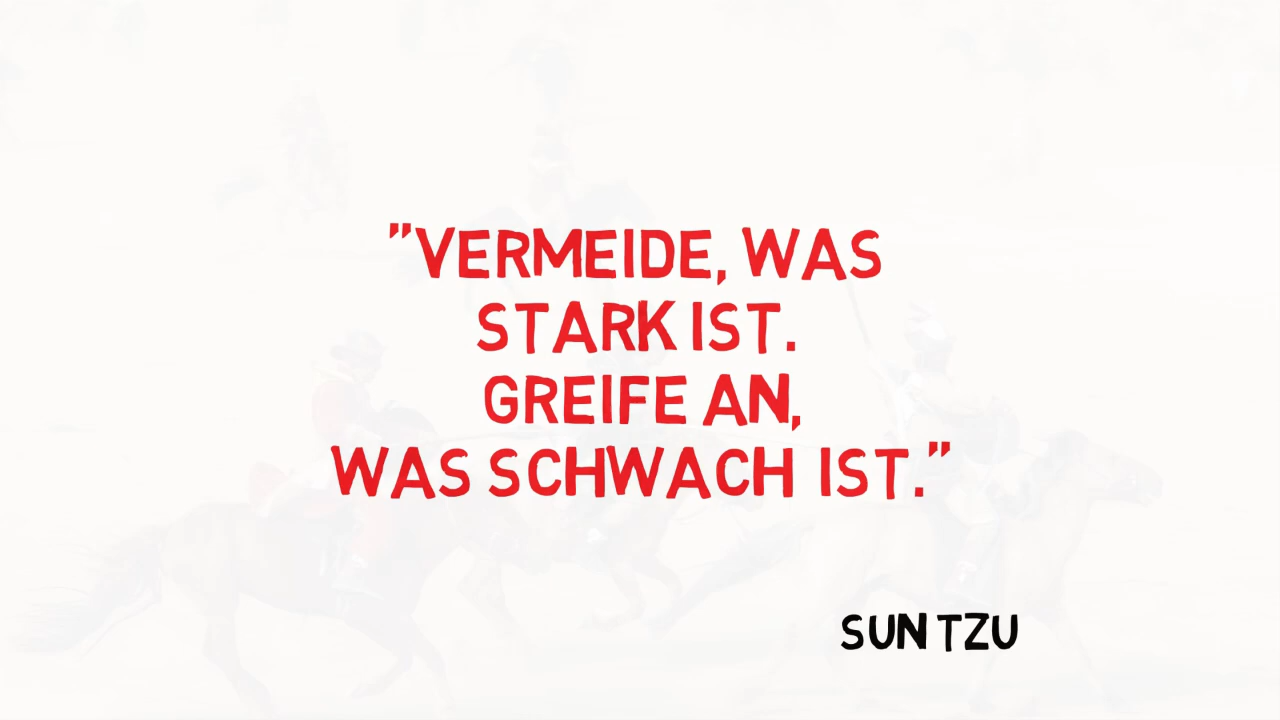 "VERMEIDE, WAS
STARK IST.
GREIFE AN,
WAS SCHWACH IST."
SUN TZU